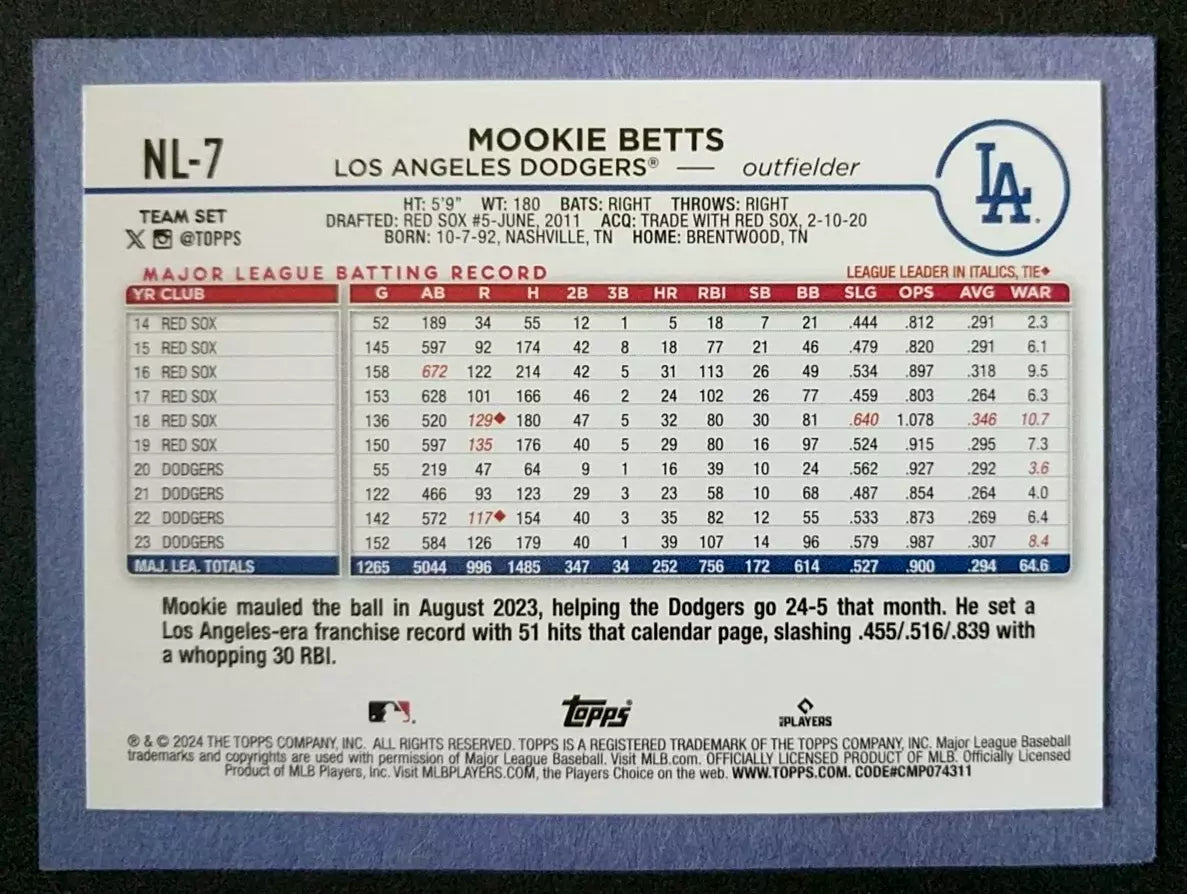 NL-7
MOOKIE BETTS
LOS ANGELES DODGERS® — outfielder
LA
HT: 5'9" WT: 180 BATS: RIGHT THROWS: RIGHT
DRAFTED: RED SOX #5-JUNE, 2011 ACQ: TRADE WITH RED SOX, 2-10-20
BORN: 10-7-92, NASHVILLE, TN HOME: BRENTWOOD, TN
TEAM SET
X @TOPPS
MAJOR LEAGUE BATTING RECORD LEAGUE LEADER IN ITALICS, TIE♦
YR CLUB G AB R H 2B 3B HR RBI SB BB SLG OPS AVG WAR
14 RED SOX 52 189 34 55 12 1 5 18 7 21 .444 .812 .291 2.3
15 RED SOX 145 597 92 174 42 8 18 77 21 46 .479 .820 .291 6.1
16 RED SOX 158 672 122 214 42 5 31 113 26 49 .534 .897 .318 9.5
17 RED SOX 153 628 101 166 46 2 24 102 26 77 .459 .803 .264 6.3
18 RED SOX 136 520 129♦ 180 47 5 32 80 30 81 .640 1.078 .346 10.7
19 RED SOX 150 597 135 176 40 5 29 80 16 97 .524 .915 .295 7.3
20 DODGERS 55 219 47 64 9 1 16 39 10 24 .562 .927 .292 3.6
21 DODGERS 122 466 93 123 29 3 23 58 10 68 .487 .854 .264 4.0
22 DODGERS 142 572 117♦ 154 40 3 35 82 12 55 .533 .873 .269 6.4
23 DODGERS 152 584 126 179 40 1 39 107 14 96 .579 .987 .307 8.4
MAJ. LEA. TOTALS 1265 5044 996 1485 347 34 252 756 172 614 .527 .900 .294 64.6
Mookie mauled the ball in August 2023, helping the Dodgers go 24-5 that month. He set a
Los Angeles-era franchise record with 51 hits that calendar page, slashing .455/.516/.839 with
a whopping 30 RBI.
Topps
PLAYERS
® & © 2024 THE TOPPS COMPANY, INC. ALL RIGHTS RESERVED. TOPPS IS A REGISTERED TRADEMARK OF THE TOPPS COMPANY, INC. Major League Baseball
trademarks and copyrights are used with permission of Major League Baseball. Visit MLB.com. OFFICIALLY LICENSED PRODUCT OF MLB. Officially Licensed
Product of MLB Players, Inc. Visit MLBPLAYERS.COM, the Players Choice on the web. WWW.TOPPS.COM. CODE#CMP074311